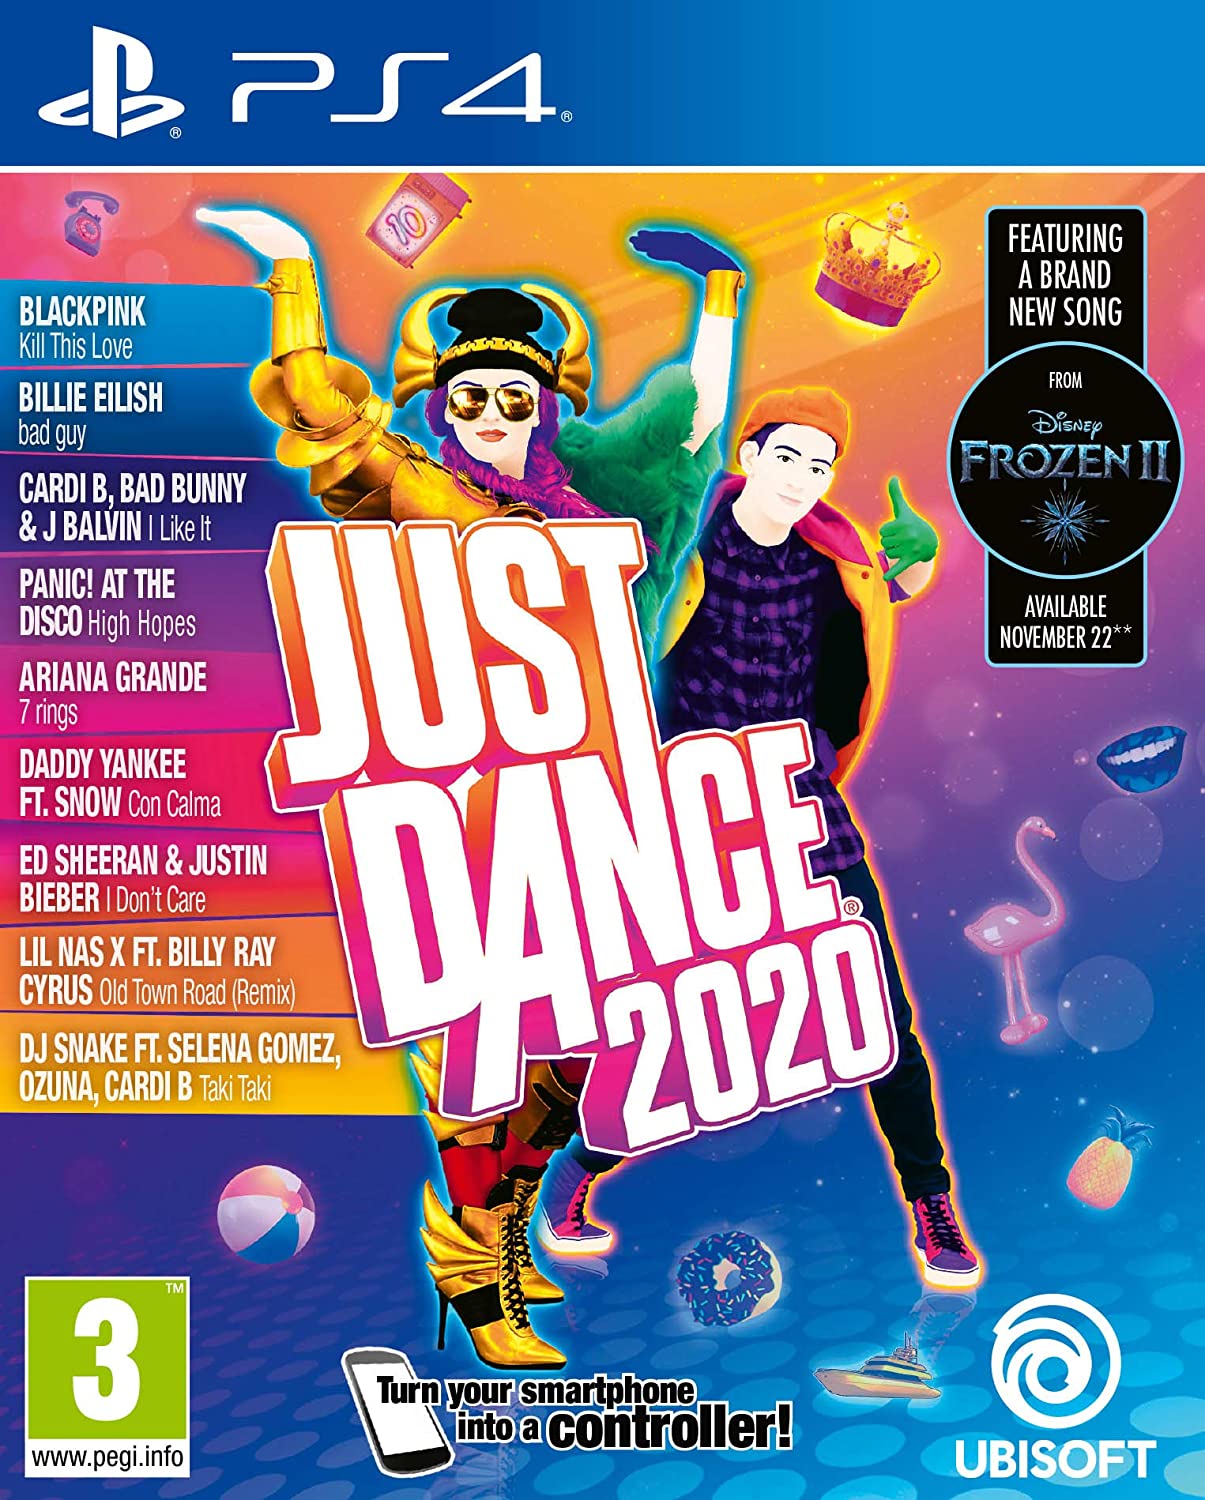 PS4®
BLACKPINK
Kill This Love
BILLIE EILISH
bad guy
CARDI B, BAD BUNNY
& J BALVIN I Like It
PANIC! AT THE
DISCO High Hopes
ARIANA GRANDE
7 rings
DADDY YANKEE
FT. SNOW Con Calma
ED SHEERAN & JUSTIN
BIEBER I Don't Care
LIL NAS X FT. BILLY RAY
CYRUS Old Town Road (Remix)
DJ SNAKE FT. SELENA GOMEZ,
OZUNA, CARDI B Taki Taki
10
FEATURING
A BRAND
NEW SONG
FROM
Disney
FROZEN II
AVAILABLE
NOVEMBER 22**
JUST
DANCE®
2020
3™
www.pegi.info
Turn your smartphone
into a controller!
UBISOFT